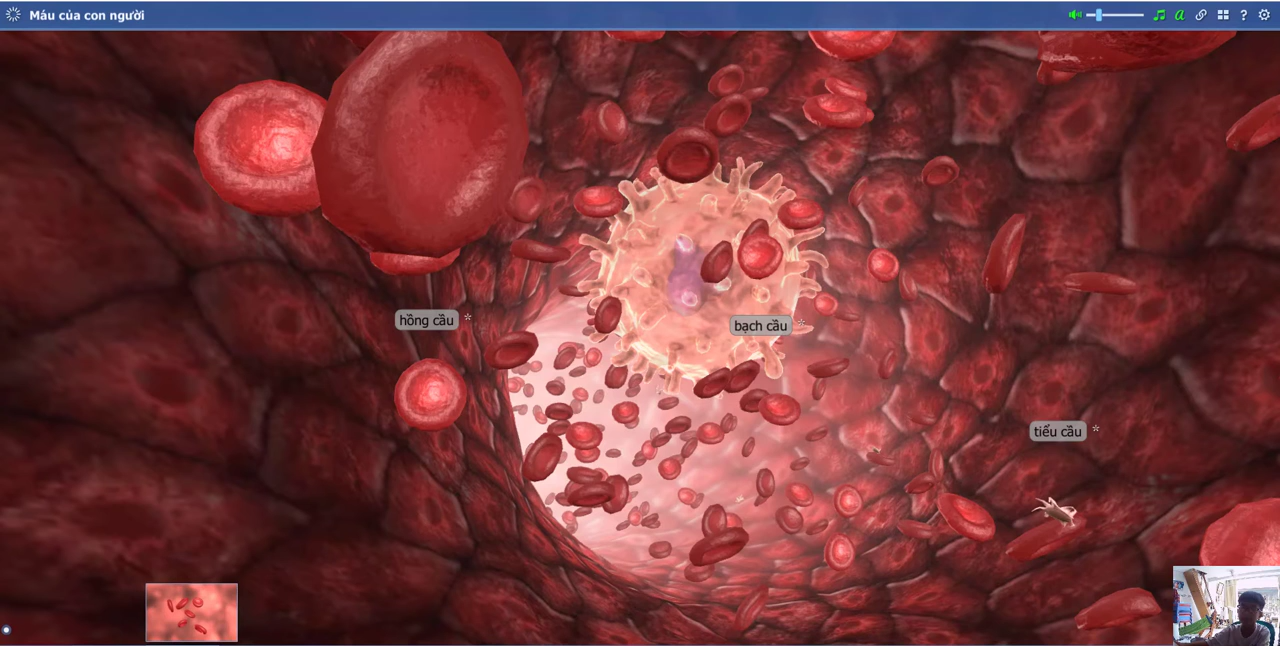 Máu của con người
hồng cầu *
bạch cầu *
tiểu cầu *